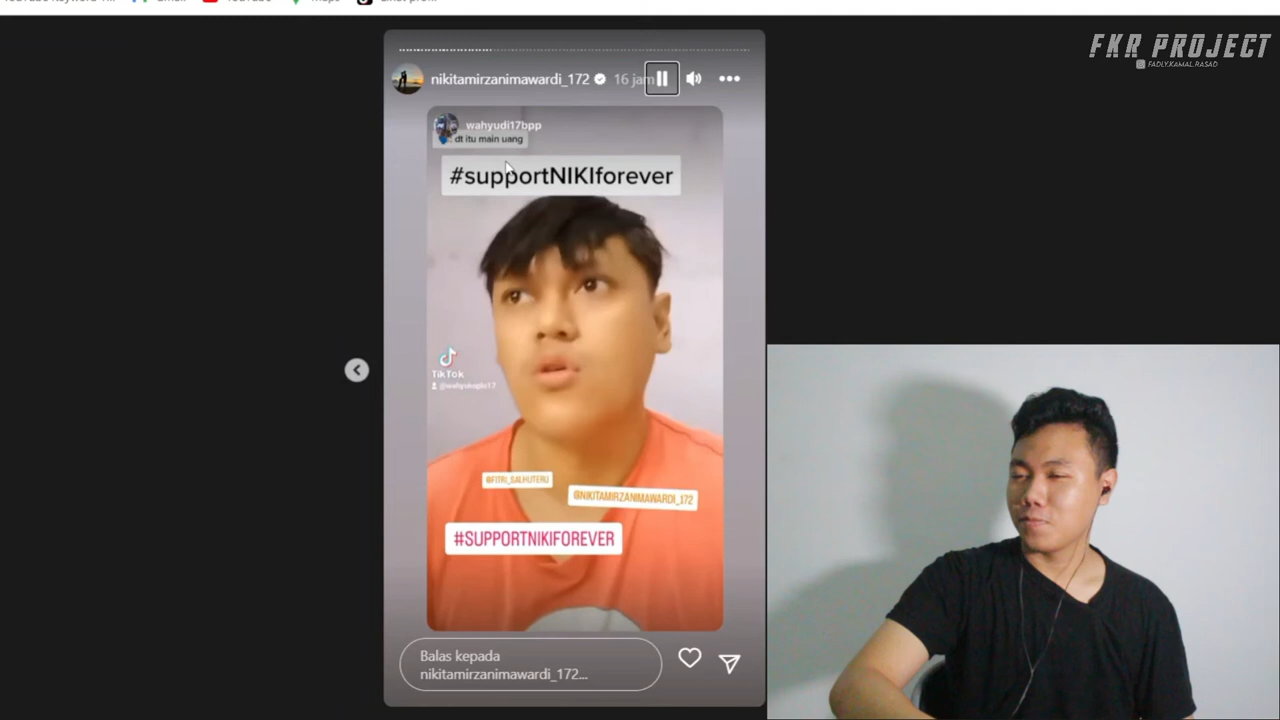 YouTube
FKR PROJECT
FADLY.KAMAL.RASAD
nikitamirzanimawardi_172 16 jam
wahyudi17bpp
dt itu main uang
#supportNIKIforever
TikTok
@FITRI_SALHUTERU
@NIKITAMIRZANIMAWARDI_172
#SUPPORTNIKIFOREVER
Balas kepada
nikitamirzanimawardi_172...